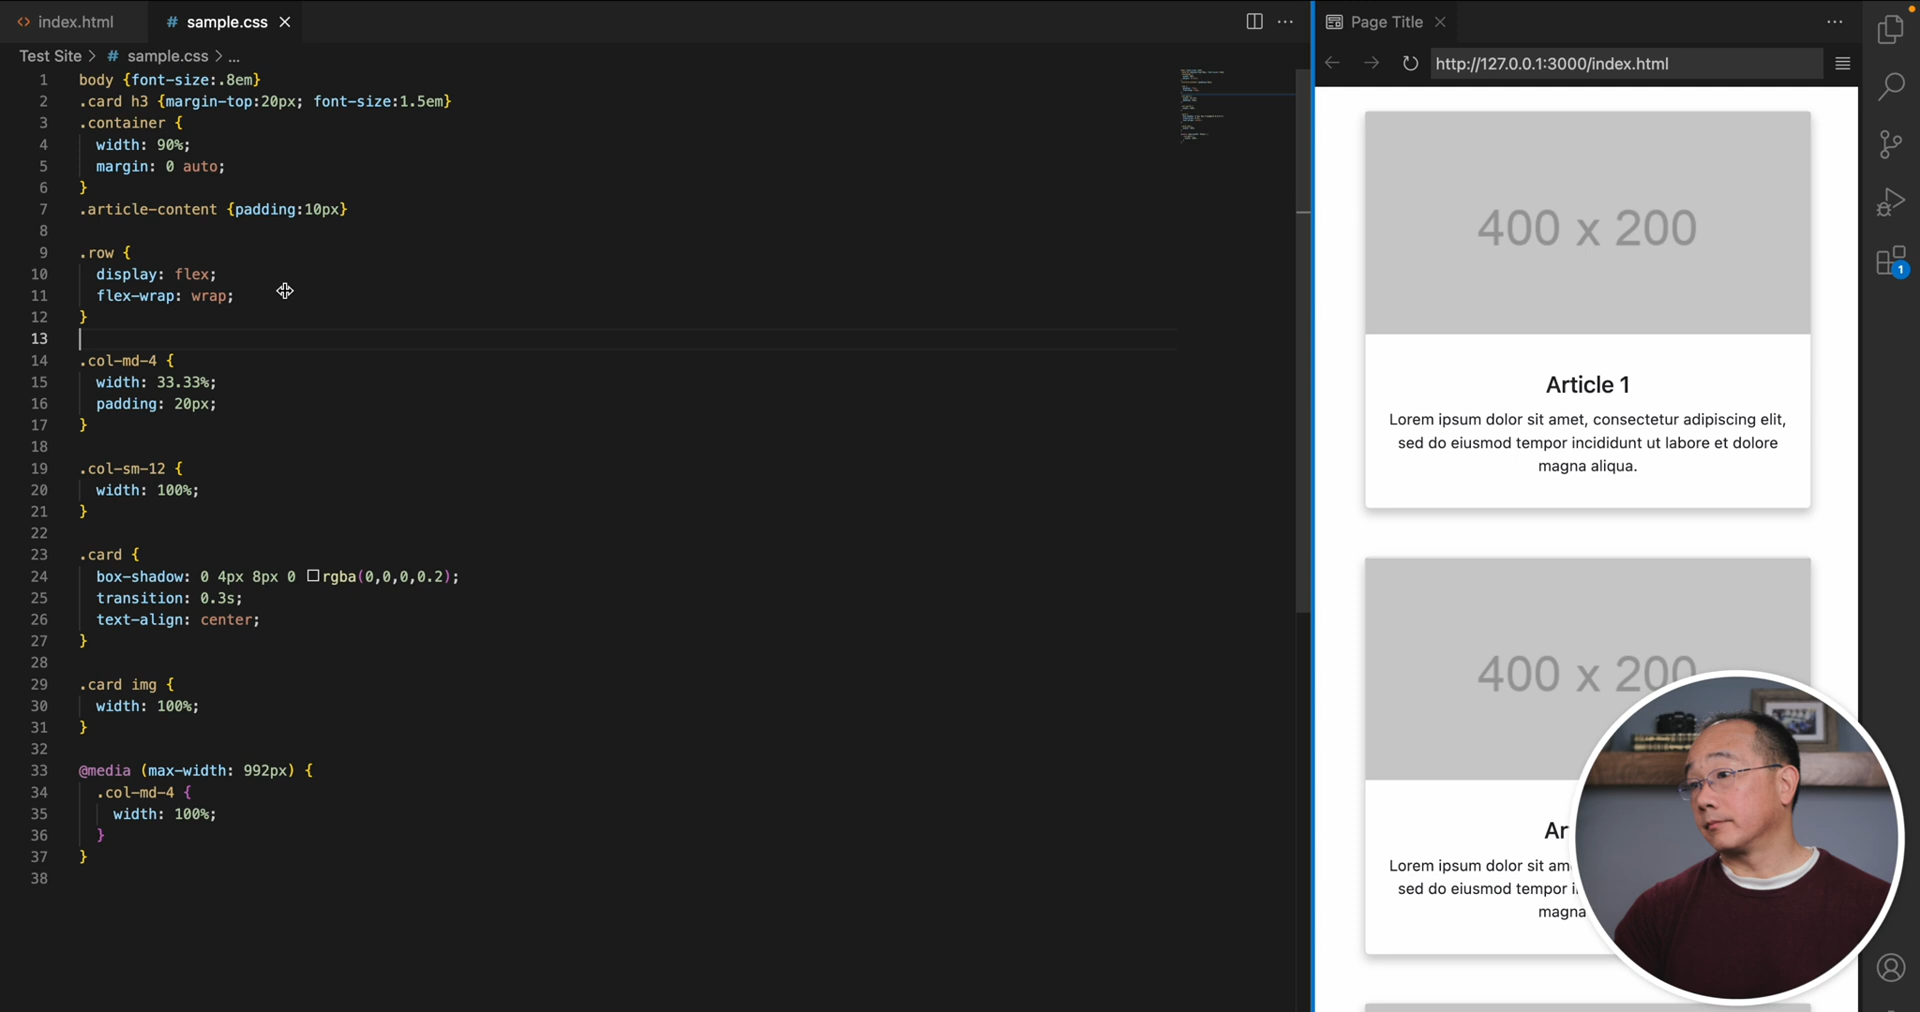 index.html
# sample.css
Page Title
Test Site > # sample.css > ...
http://127.0.0.1:3000/index.html
1 body {font-size:.8em}
2 .card h3 {margin-top:20px; font-size:1.5em}
3 .container {
4 width: 90%;
5 margin: 0 auto;
6 }
7 .article-content {padding:10px}
8
9 .row {
10 display: flex;
11 flex-wrap: wrap;
12 }
13
14 .col-md-4 {
15 width: 33.33%;
16 padding: 20px;
17 }
18
19 .col-sm-12 {
20 width: 100%;
21 }
22
23 .card {
24 box-shadow: 0 4px 8px 0 rgba(0,0,0,0.2);
25 transition: 0.3s;
26 text-align: center;
27 }
28
29 .card img {
30 width: 100%;
31 }
32
33 @media (max-width: 992px) {
34 .col-md-4 {
35 width: 100%;
36 }
37 }
38
400 x 200
Article 1
Lorem ipsum dolor sit amet, consectetur adipiscing elit,
sed do eiusmod tempor incididunt ut labore et dolore
magna aliqua.
400 x 200
Ar
Lorem ipsum dolor sit am
sed do eiusmod tempor i
magna
1